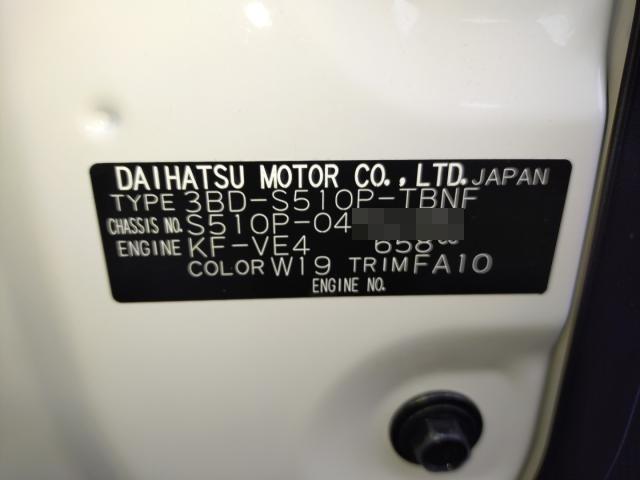 DAIHATSU MOTOR CO., LTD. JAPAN
TYPE 3BD-S510P-TBNF
CHASSIS NO. S510P-04
ENGINE KF-VE4 658cc
COLOR W19 TRIM FA10
ENGINE NO.